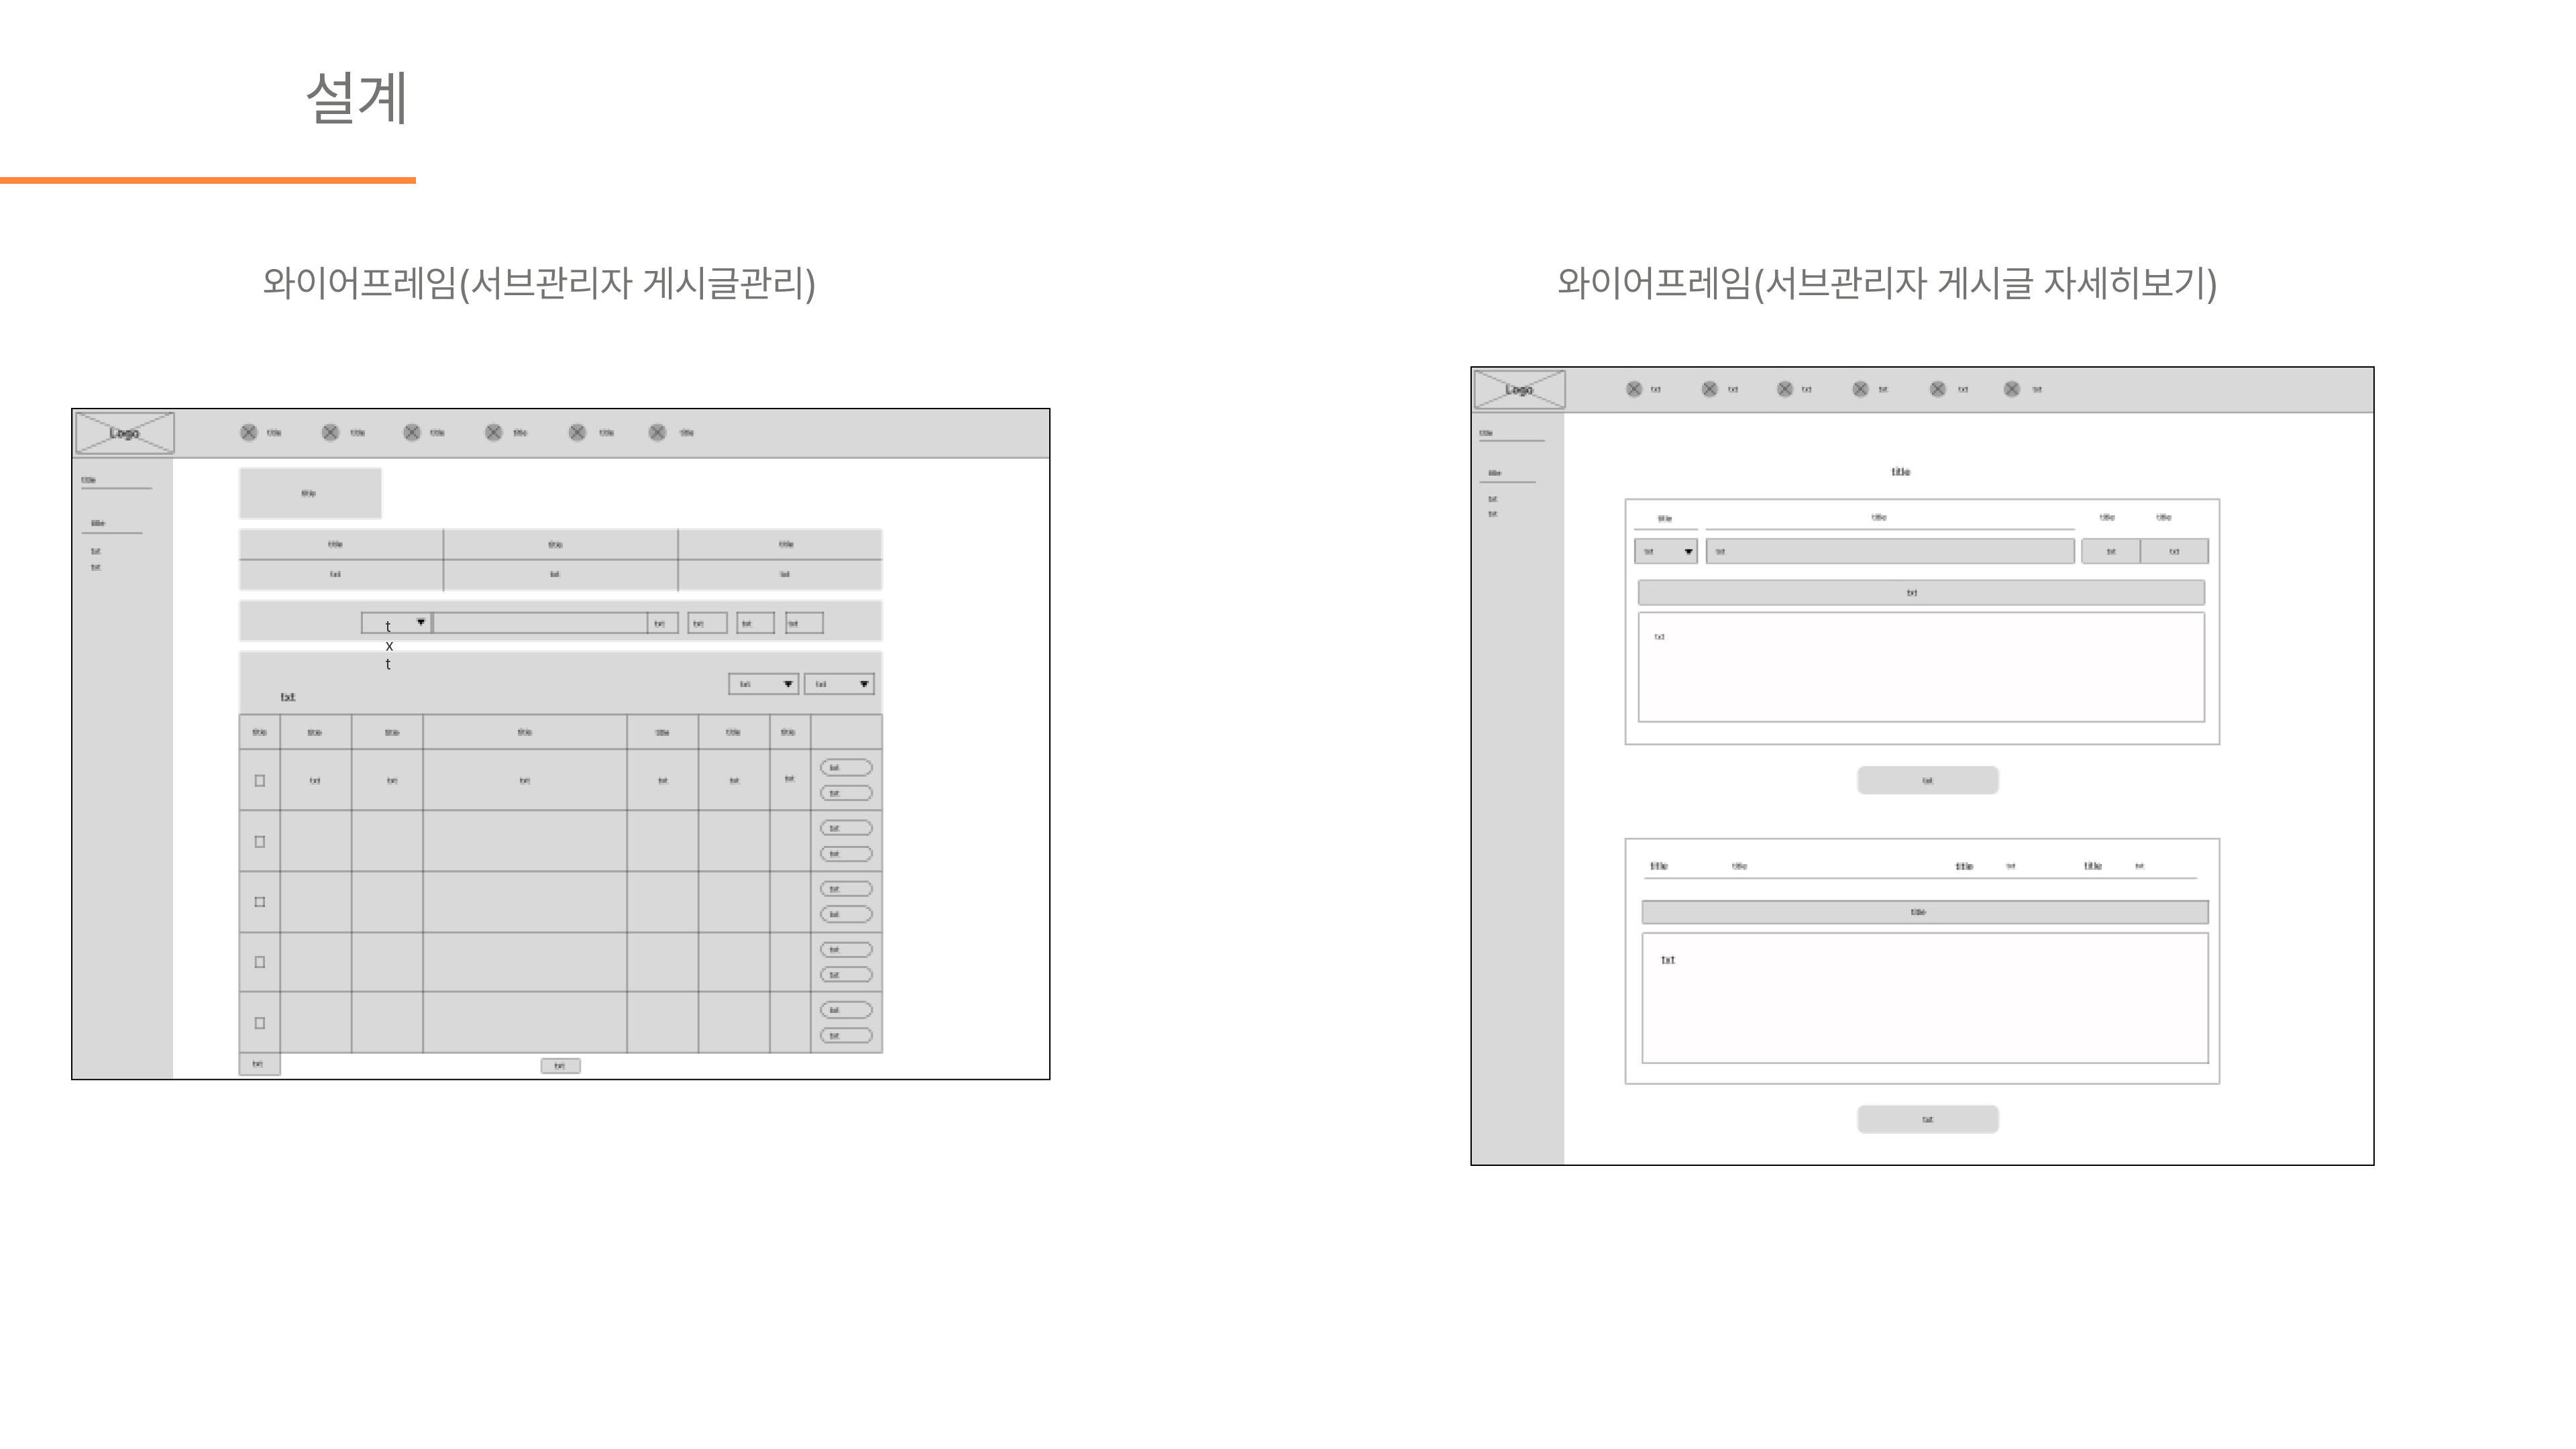 설계
와이어프레임(서브관리자 게시글관리)
와이어프레임(서브관리자 게시글 자세히보기)
Logo title title title title title title
title
title
title
title
txt
txt
title title title
txt txt txt
txt txt txt txt txt
txt txt
txt
title title title title title title title
txt txt txt txt txt txt txt
txt
txt
txt
txt
txt
txt
txt
txt
txt
txt txt
Logo txt txt txt txt txt txt
title
title
txt
txt
title
title title title title
txt txt txt txt
txt
txt
txt
title title title txt title txt
title
txt
txt